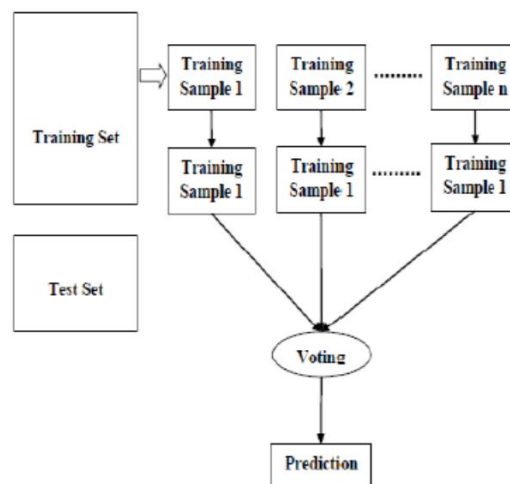 Training Set
Training
Sample 1
Training
Sample 2
.........
Training
Sample n
Training
Sample 1
Training
Sample 1
.........
Training
Sample 1
Test Set
Voting
Prediction